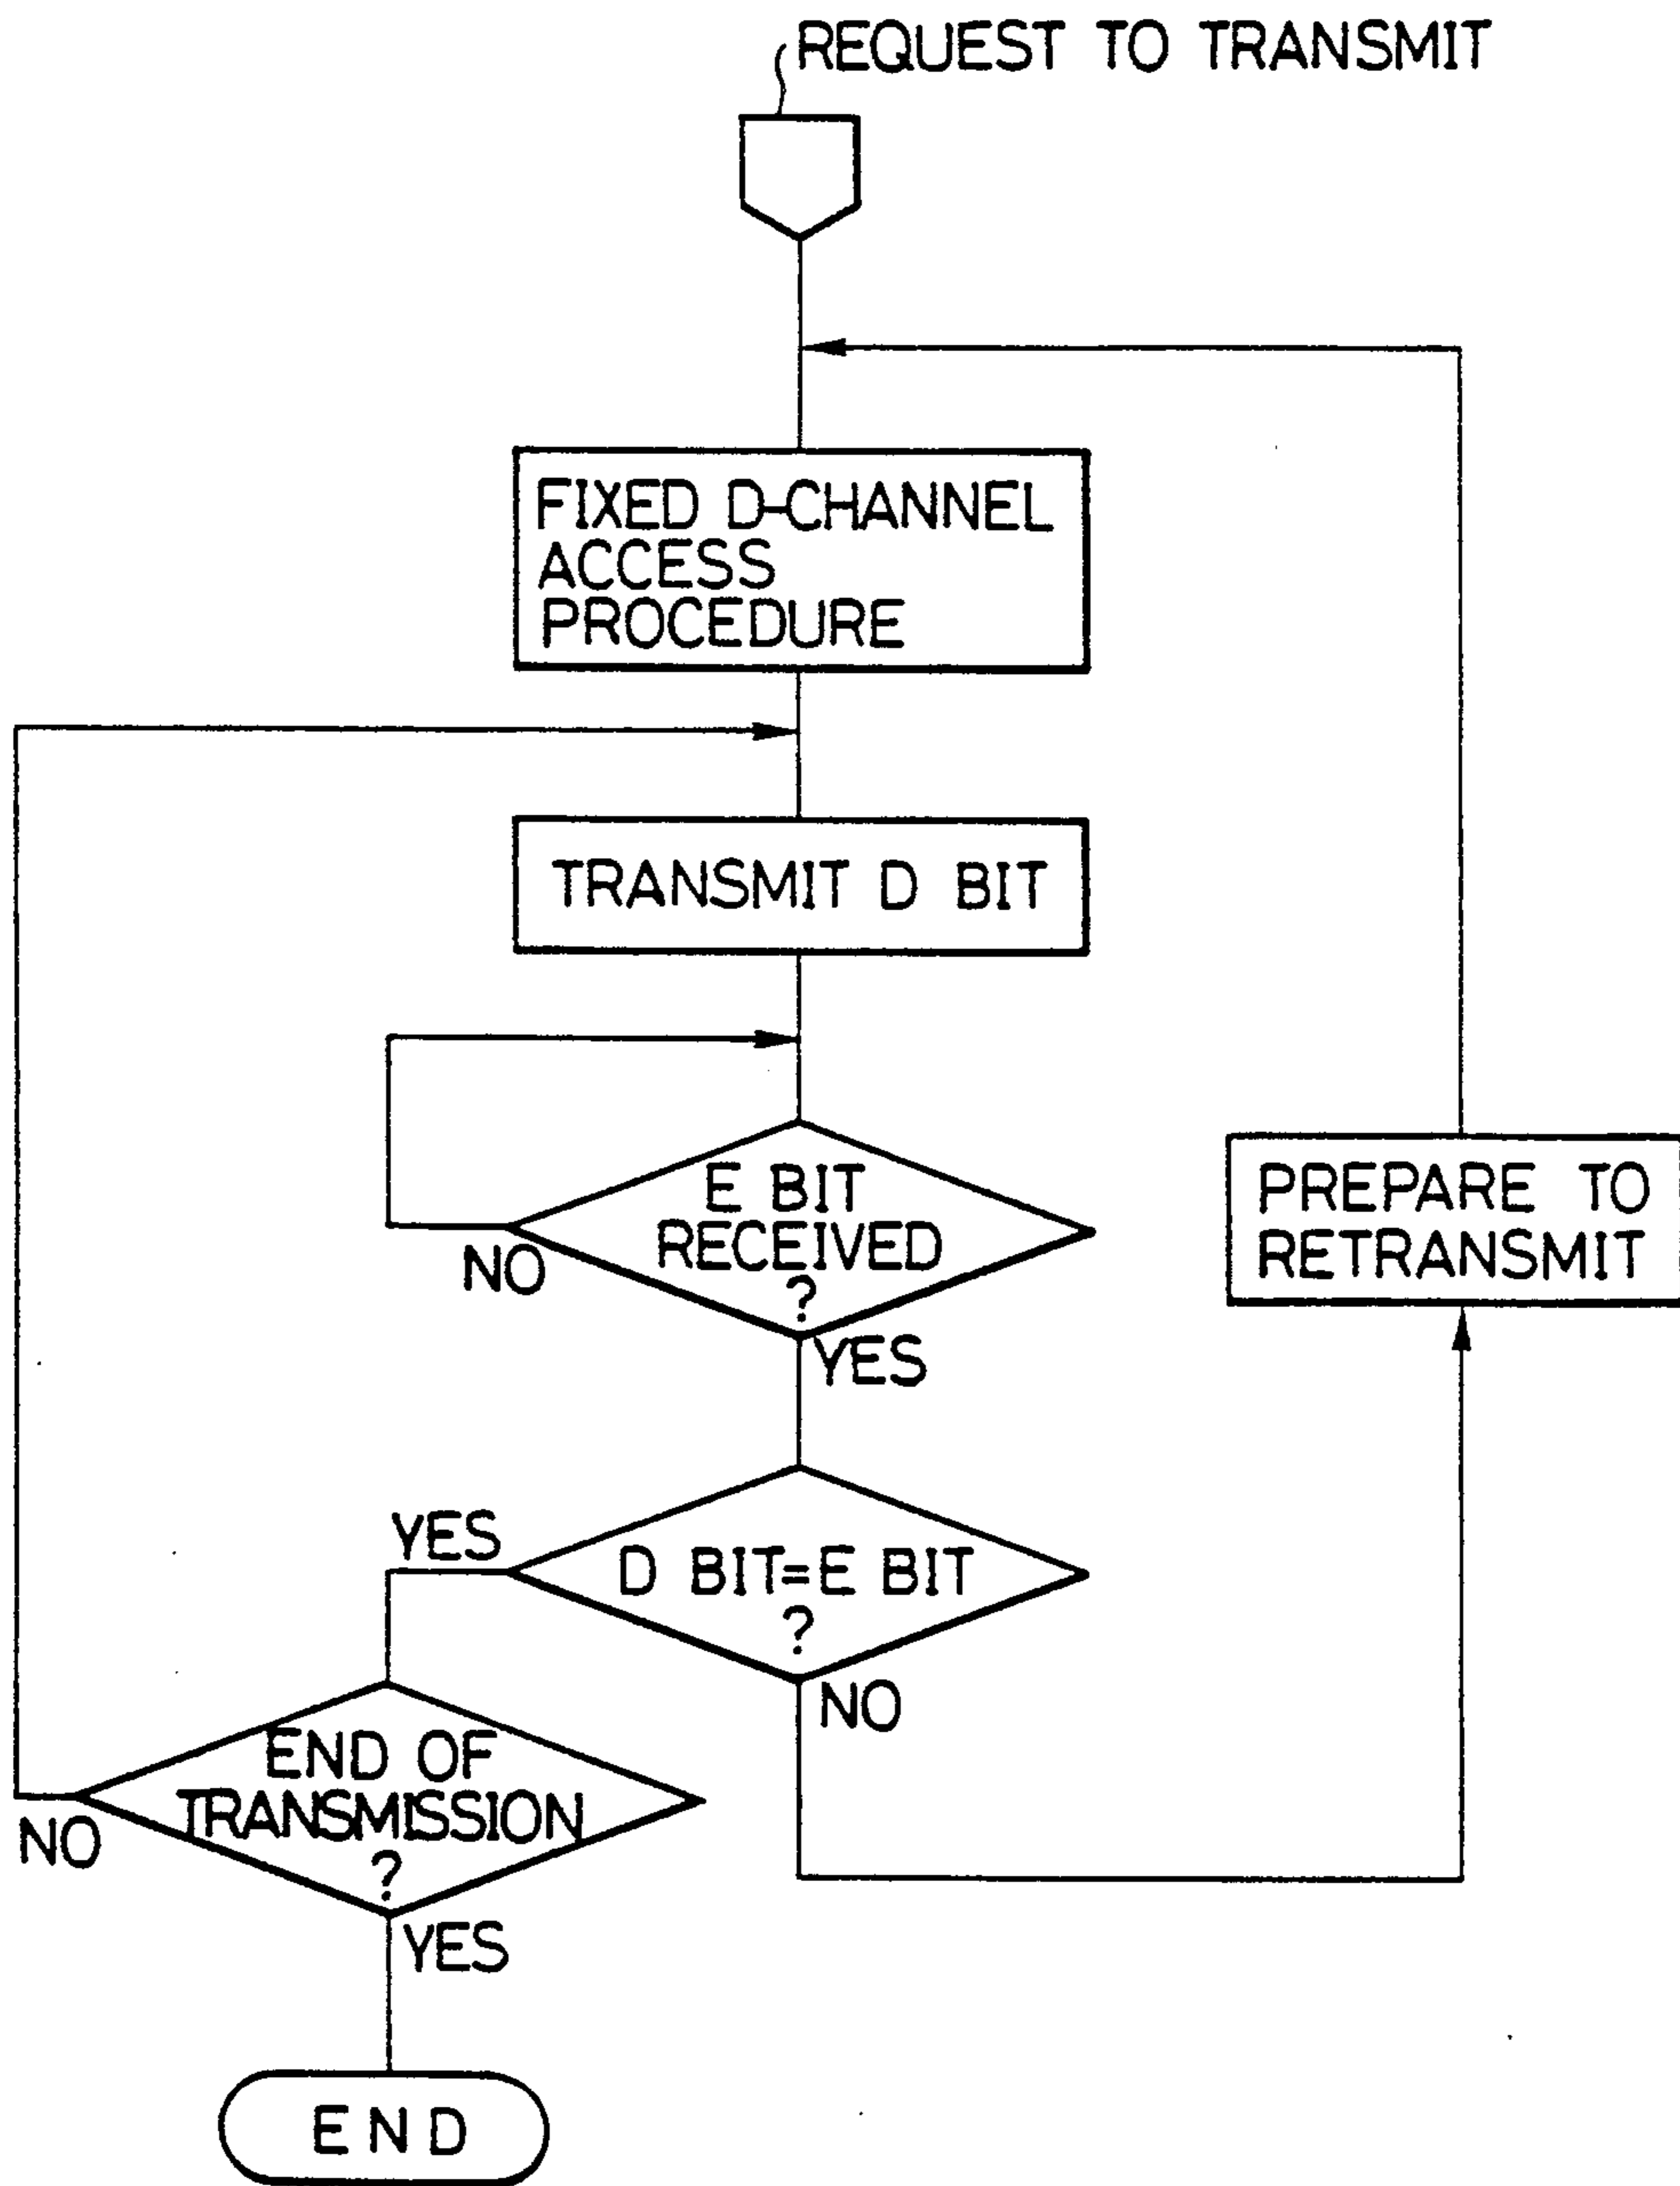 REQUEST TO TRANSMIT
FIXED D-CHANNEL
ACCESS
PROCEDURE
TRANSMIT D BIT
E BIT
RECEIVED
?
NO
YES
PREPARE TO
RETRANSMIT
YES
D BIT=E BIT
?
NO
END OF
TRANSMISSION
?
NO
YES
END